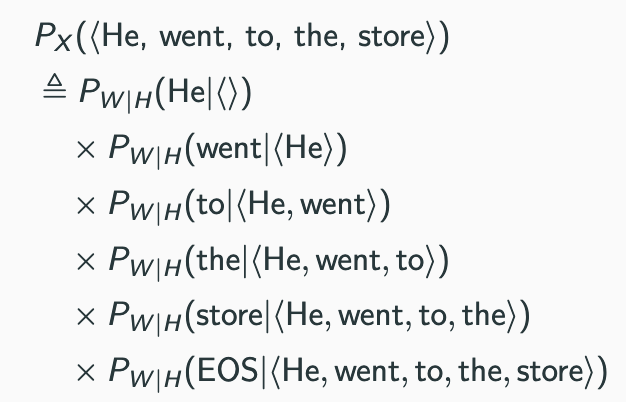 P_X(⟨He, went, to, the, store⟩)
≜ P_{W|H}(He|⟨⟩)
× P_{W|H}(went|⟨He⟩)
× P_{W|H}(to|⟨He, went⟩)
× P_{W|H}(the|⟨He, went, to⟩)
× P_{W|H}(store|⟨He, went, to, the⟩)
× P_{W|H}(EOS|⟨He, went, to, the, store⟩)